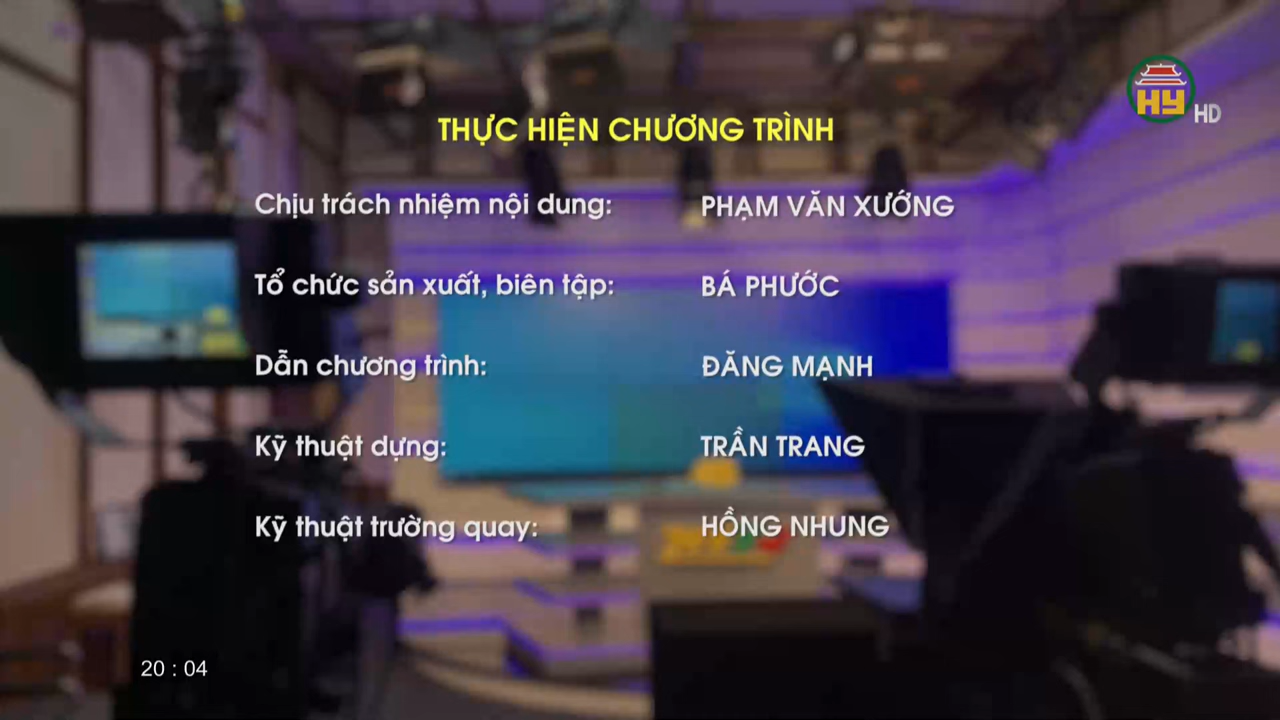 HY HD
THỰC HIỆN CHƯƠNG TRÌNH
Chịu trách nhiệm nội dung: PHẠM VĂN XƯỚNG
Tổ chức sản xuất, biên tập: BÁ PHƯỚC
Dẫn chương trình: ĐĂNG MẠNH
Kỹ thuật dựng: TRẦN TRANG
Kỹ thuật trường quay: HỒNG NHUNG
20 : 04